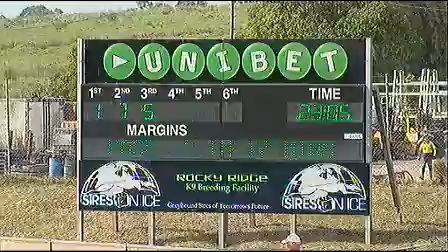 UNIBET
1ST 2ND 3RD 4TH 5TH 6TH TIME
1 7 5
MARGINS
ROCKY RIDGE
K9 Breeding Facility
SIRES ON ICE SIRES ON ICE
Greyhound Sires of Tomorrows Future